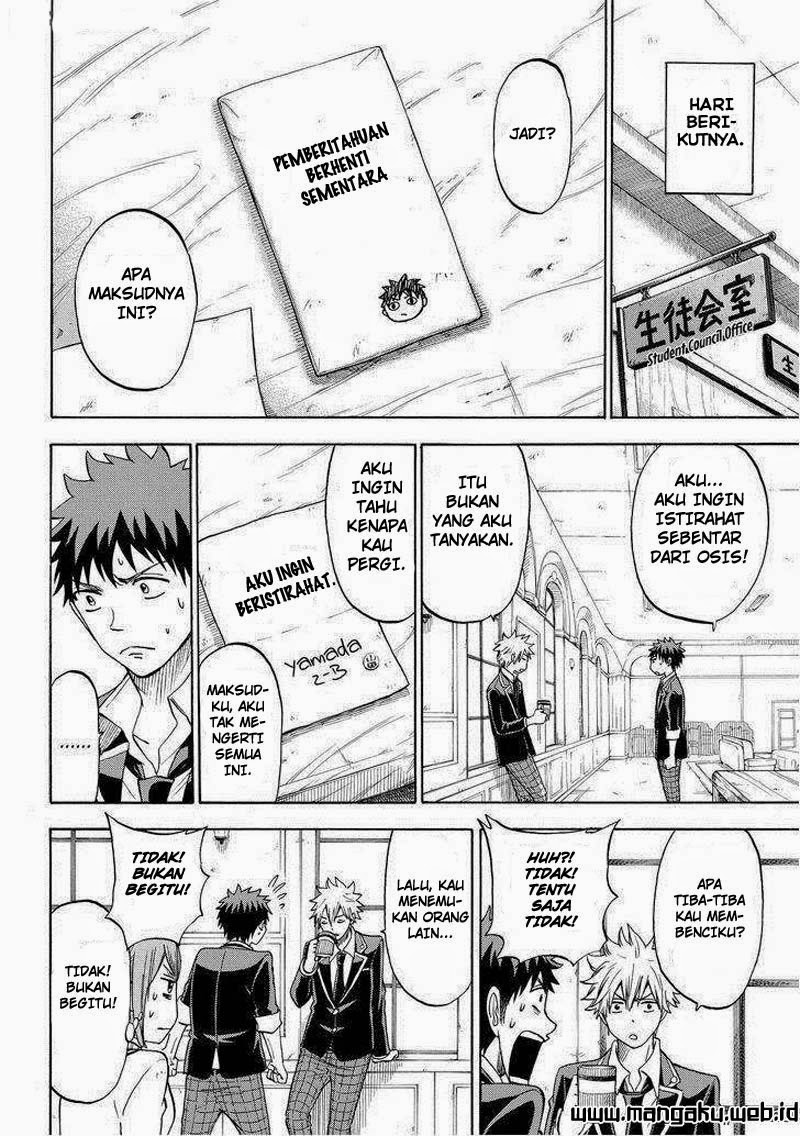 HARI
BERI-
KUTNYA.
生徒会室
Student Council Office
生
JADI?
PEMBERITAHUAN
BERHENTI
SEMENTARA
APA
MAKSUDNYA
INI?
AKU...
AKU INGIN
ISTIRAHAT
SEBENTAR
DARI OSIS!
ITU
BUKAN
YANG AKU
TANYAKAN.
AKU
INGIN
TAHU
KENAPA
KAU
PERGI.
AKU INGIN
BERISTIRAHAT.
yamada
2-B
MAKSUD-
KU, AKU
TAK ME-
NGERTI
SEMUA
INI.
.......
APA
TIBA-TIBA
KAU MEM-
BENCIKU?
HUH?!
TIDAK!
TENTU
SAJA
TIDAK!
LALU, KAU
MENEMU-
KAN ORANG
LAIN...
TIDAK!
BUKAN
BEGITU!
TIDAK!
BUKAN
BEGITU!
www.mangaku.web.id